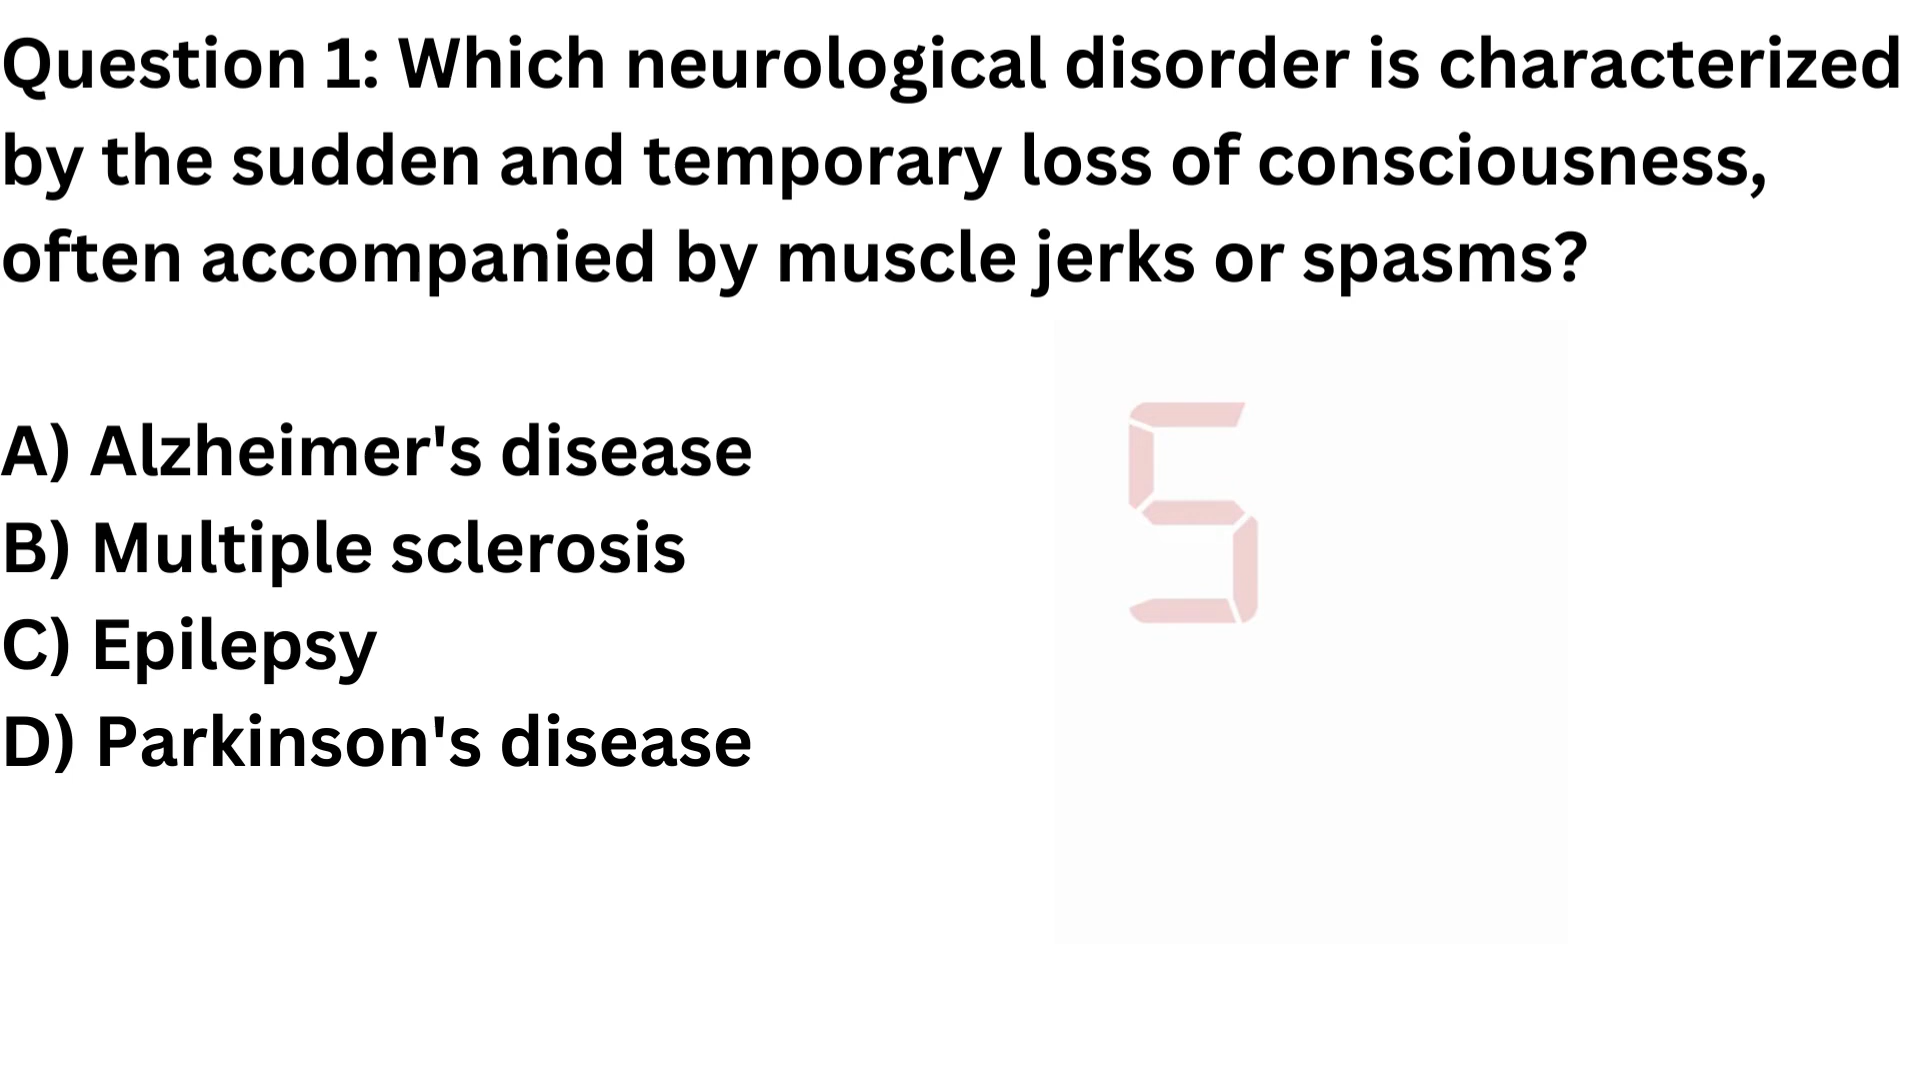 Question 1: Which neurological disorder is characterized
by the sudden and temporary loss of consciousness,
often accompanied by muscle jerks or spasms?
A) Alzheimer's disease
B) Multiple sclerosis
C) Epilepsy
D) Parkinson's disease
5